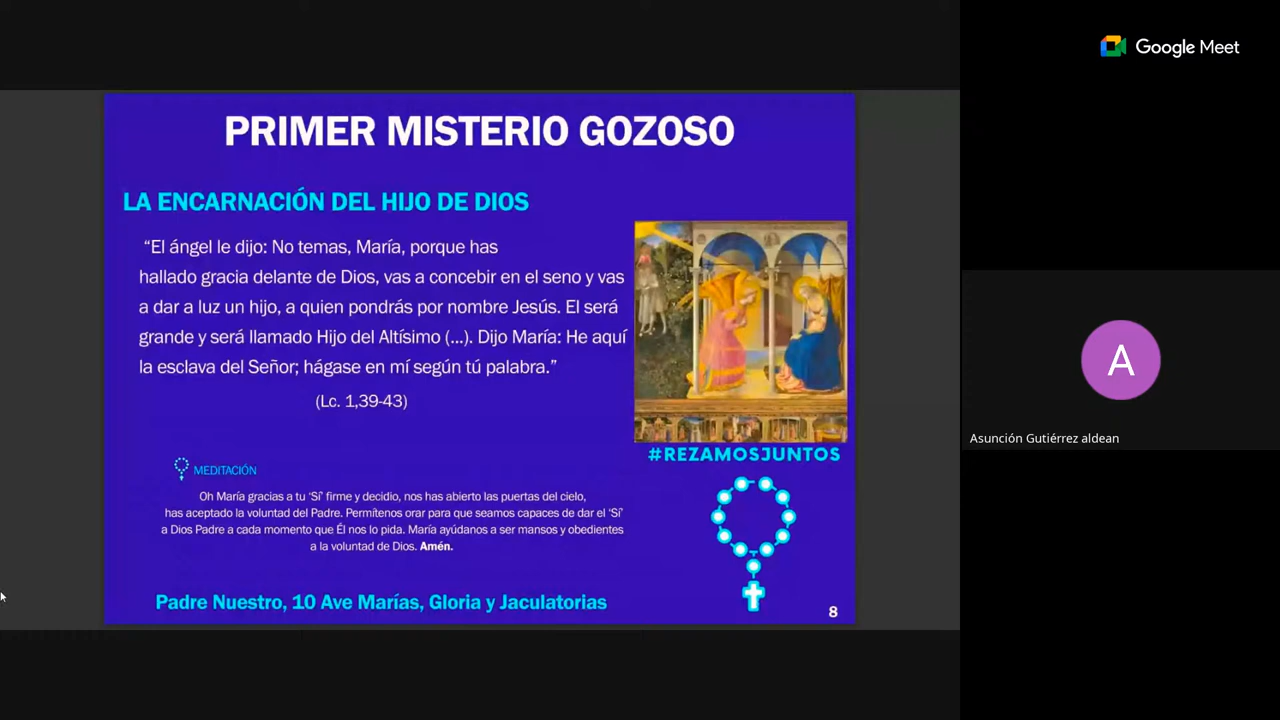 Google Meet
PRIMER MISTERIO GOZOSO
LA ENCARNACIÓN DEL HIJO DE DIOS
“El ángel le dijo: No temas, María, porque has
hallado gracia delante de Dios, vas a concebir en el seno y vas
a dar a luz un hijo, a quien pondrás por nombre Jesús. El será
grande y será llamado Hijo del Altísimo (...). Dijo María: He aquí
la esclava del Señor; hágase en mí según tú palabra.”
(Lc. 1,39-43)
#REZAMOSJUNTOS
MEDITACIÓN
Oh María gracias a tu ‘Sí’ firme y decidio, nos has abierto las puertas del cielo,
has aceptado la voluntad del Padre. Permítenos orar para que seamos capaces de dar el ‘Sí’
a Dios Padre a cada momento que Él nos lo pida. María ayúdanos a ser mansos y obedientes
a la voluntad de Dios. Amén.
Padre Nuestro, 10 Ave Marías, Gloria y Jaculatorias
8
A
Asunción Gutiérrez aldean